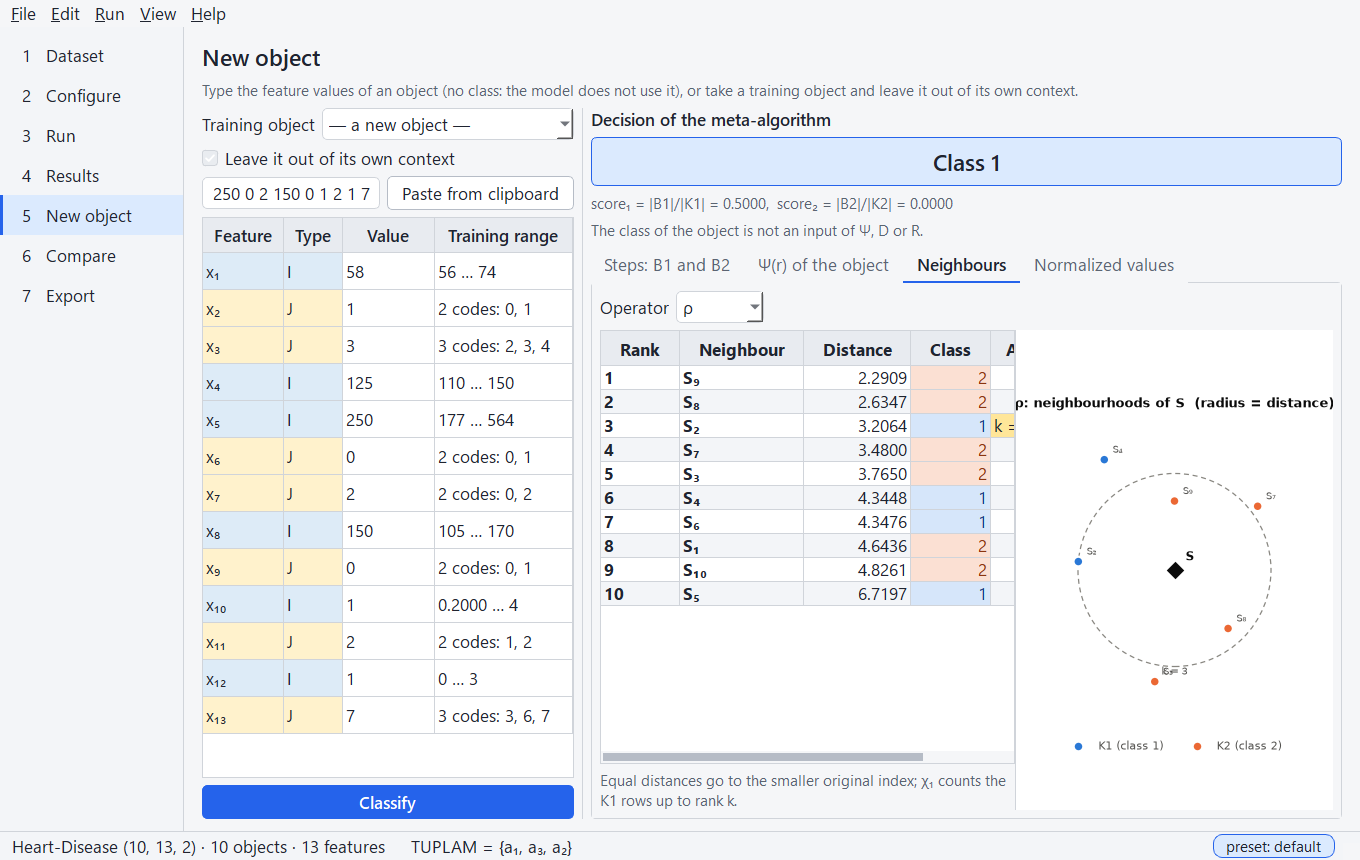 File Edit Run View Help
1 Dataset
2 Configure
3 Run
4 Results
5 New object
6 Compare
7 Export
New object
Type the feature values of an object (no class: the model does not use it), or take a training object and leave it out of its own context.
Training object — a new object —
Leave it out of its own context
250 0 2 150 0 1 2 1 7 Paste from clipboard
Feature Type Value Training range
x₁ I 58 56 ... 74
x₂ J 1 2 codes: 0, 1
x₃ J 3 3 codes: 2, 3, 4
x₄ I 125 110 ... 150
x₅ I 250 177 ... 564
x₆ J 0 2 codes: 0, 1
x₇ J 2 2 codes: 0, 2
x₈ I 150 105 ... 170
x₉ J 0 2 codes: 0, 1
x₁₀ I 1 0.2000 ... 4
x₁₁ J 2 2 codes: 1, 2
x₁₂ I 1 0 ... 3
x₁₃ J 7 3 codes: 3, 6, 7
Classify
Decision of the meta-algorithm
Class 1
score₁ = |B1|/|K1| = 0.5000, score₂ = |B2|/|K2| = 0.0000
The class of the object is not an input of Ψ, D or R.
Steps: B1 and B2 Ψ(r) of the object Neighbours Normalized values
Operator ρ
Rank Neighbour Distance Class A
1 S₉ 2.2909 2
2 S₈ 2.6347 2
3 S₂ 3.2064 1 k =
4 S₇ 3.4800 2
5 S₃ 3.7650 2
6 S₄ 4.3448 1
7 S₆ 4.3476 1
8 S₁ 4.6436 2
9 S₁₀ 4.8261 2
10 S₅ 6.7197 1
Equal distances go to the smaller original index; χ₁ counts the
K1 rows up to rank k.
ρ: neighbourhoods of S (radius = distance)
S₄
S₉
S₇
S₂
S
S₈
= 3
K1 (class 1) K2 (class 2)
Heart-Disease (10, 13, 2) · 10 objects · 13 features TUPLAM = {a₁, a₃, a₂} preset: default